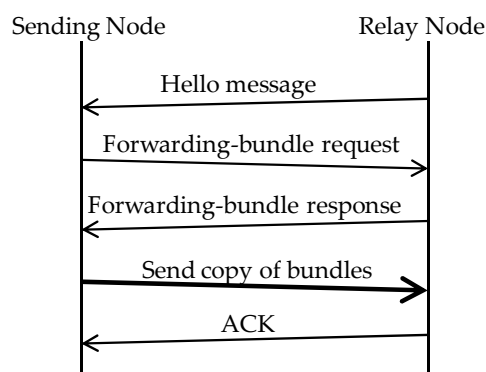 Sending Node
Relay Node
Hello message
Forwarding-bundle request
Forwarding-bundle response
Send copy of bundles
ACK